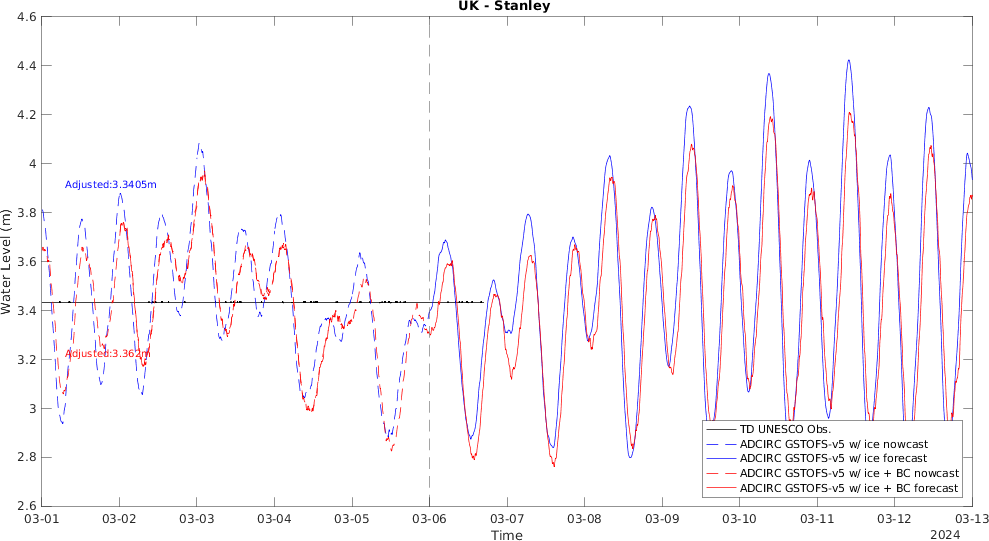 UK - Stanley
4.6
4.4
4.2
4
3.8
3.6
3.4
3.2
3
2.8
2.6
Water Level (m)
Adjusted:3.3405m
Adjusted:3.362m
TD UNESCO Obs.
ADCIRC GSTOFS-v5 w/ ice nowcast
ADCIRC GSTOFS-v5 w/ ice forecast
ADCIRC GSTOFS-v5 w/ ice + BC nowcast
ADCIRC GSTOFS-v5 w/ ice + BC forecast
03-01 03-02 03-03 03-04 03-05 03-06 03-07 03-08 03-09 03-10 03-11 03-12 03-13
Time
2024